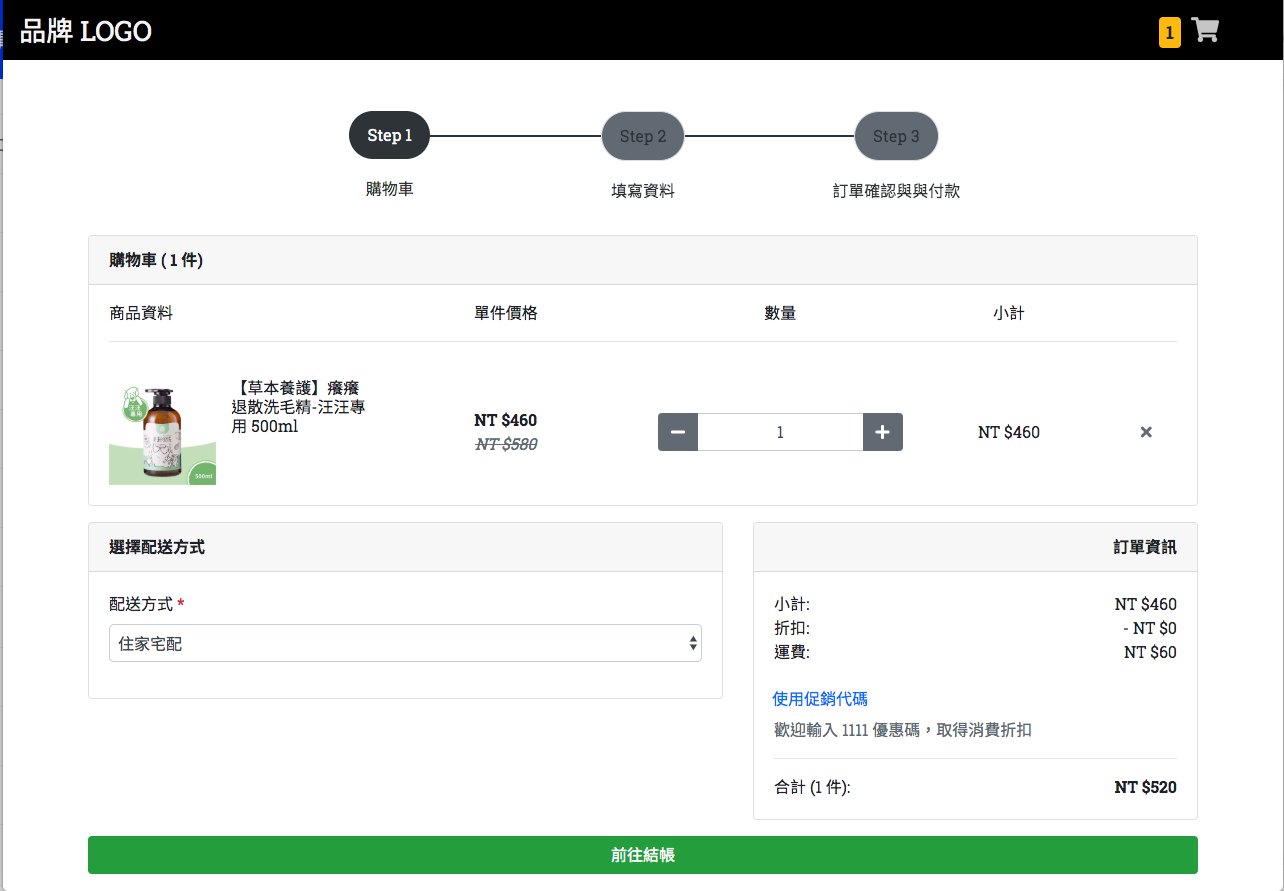 品牌 LOGO
1
Step 1
Step 2
Step 3
購物車
填寫資料
訂單確認與與付款
購物車 ( 1 件)
商品資料
單件價格
數量
小計
汪汪
專用
500ml
【草本養護】癢癢
退散洗毛精-汪汪專
用 500ml
NT $460
NT $580
1
NT $460
選擇配送方式
配送方式 *
住家宅配
訂單資訊
小計: NT $460
折扣: - NT $0
運費: NT $60
使用促銷代碼
歡迎輸入 1111 優惠碼，取得消費折扣
合計 (1 件): NT $520
前往結帳